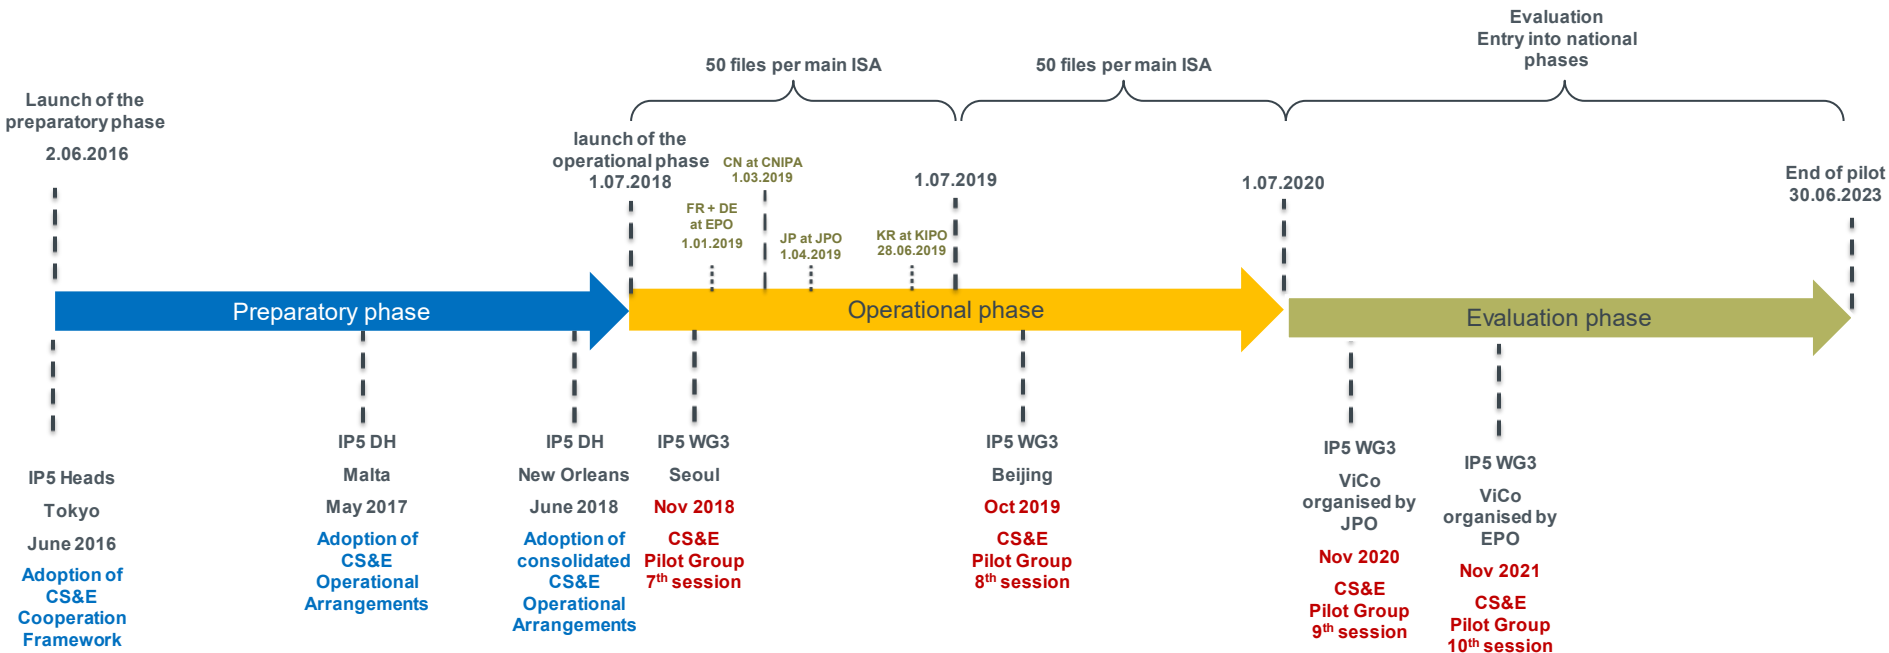 Evaluation
Entry into national
phases
50 files per main ISA
50 files per main ISA
Launch of the
preparatory phase
2.06.2016
launch of the
operational phase
1.07.2018
CN at CNIPA
1.03.2019
FR + DE
at EPO
1.01.2019
JP at JPO
1.04.2019
KR at KIPO
28.06.2019
1.07.2019
1.07.2020
End of pilot
30.06.2023
Preparatory phase
Operational phase
Evaluation phase
IP5 Heads
Tokyo
June 2016
Adoption of
CS&E
Cooperation
Framework
IP5 DH
Malta
May 2017
Adoption of
CS&E
Operational
Arrangements
IP5 DH
New Orleans
June 2018
Adoption of
consolidated
CS&E
Operational
Arrangements
IP5 WG3
Seoul
Nov 2018
CS&E
Pilot Group
7th session
IP5 WG3
Beijing
Oct 2019
CS&E
Pilot Group
8th session
IP5 WG3
ViCo
organised by
JPO
Nov 2020
CS&E
Pilot Group
9th session
IP5 WG3
ViCo
organised by
EPO
Nov 2021
CS&E
Pilot Group
10th session